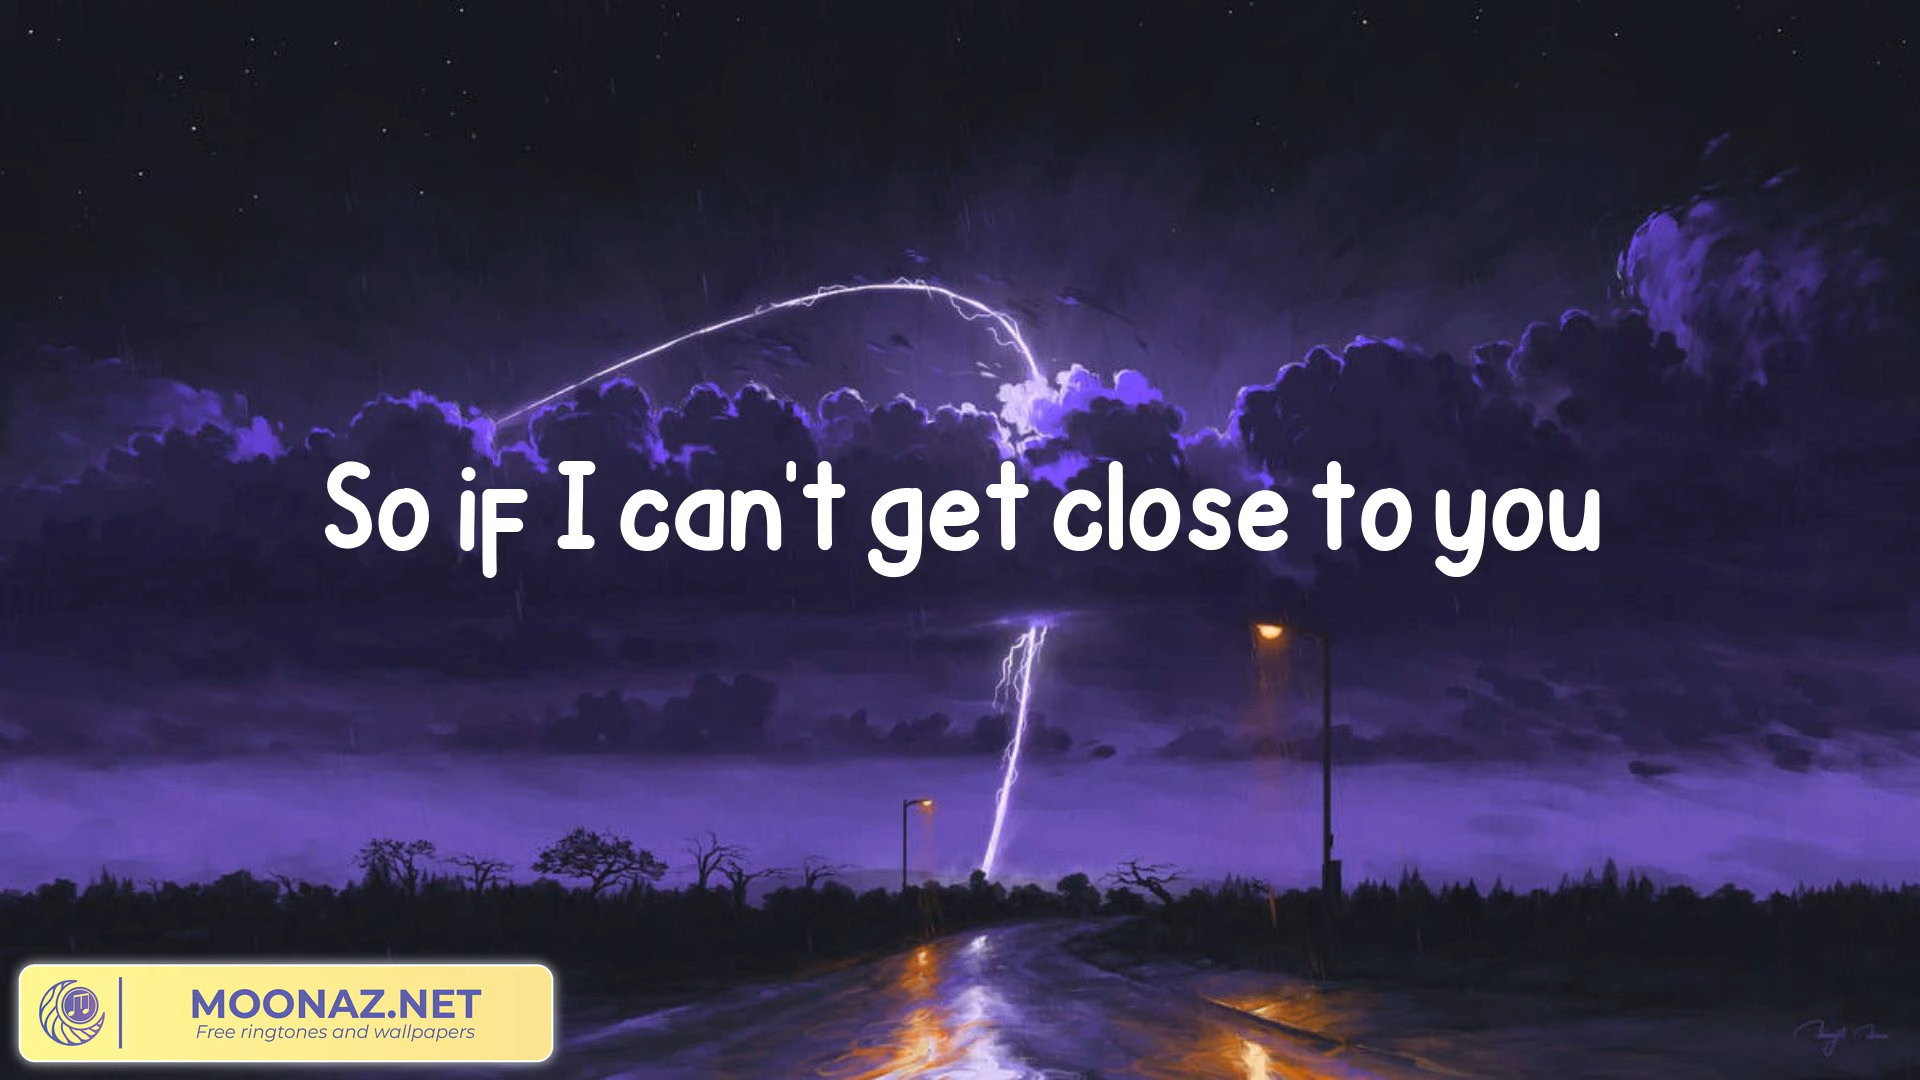 So if I can't get close to you
MOONAZ.NET
Free ringtones and wallpapers